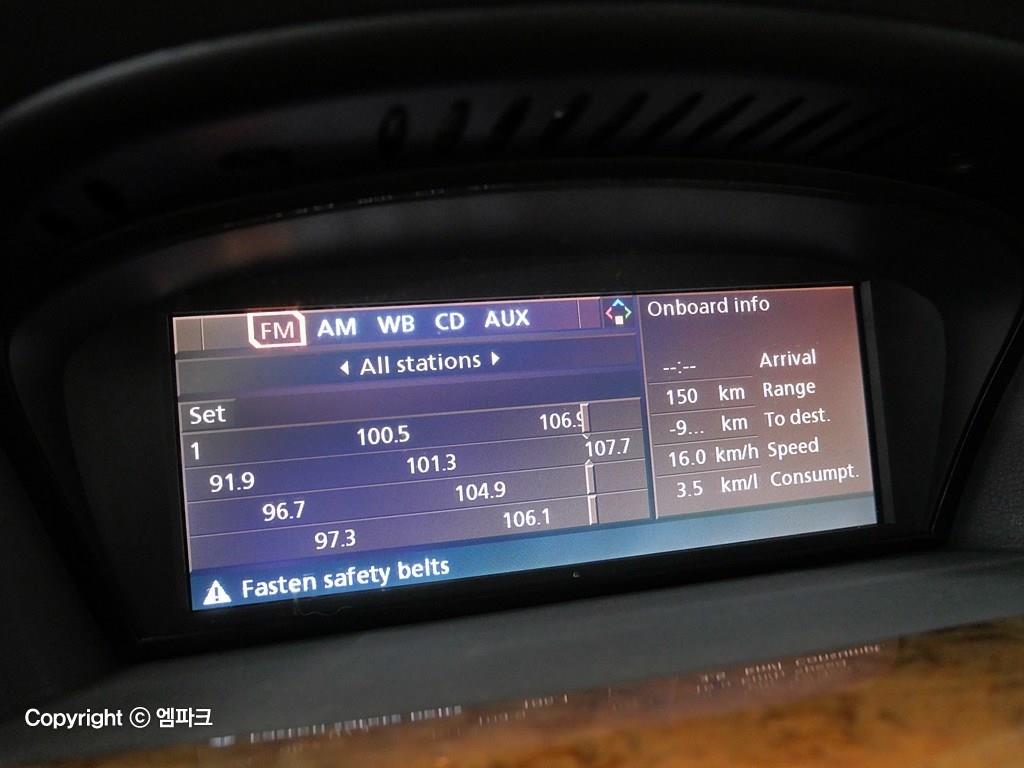 FM AM WB CD AUX
◂ All stations ▸
Set
1
91.9
96.7
97.3
100.5
101.3
104.9
106.1
106.9
107.7
Onboard info
--:-- Arrival
150 km Range
-9... km To dest.
16.0 km/h Speed
3.5 km/l Consumpt.
Fasten safety belts
Copyright ⓒ 엠파크